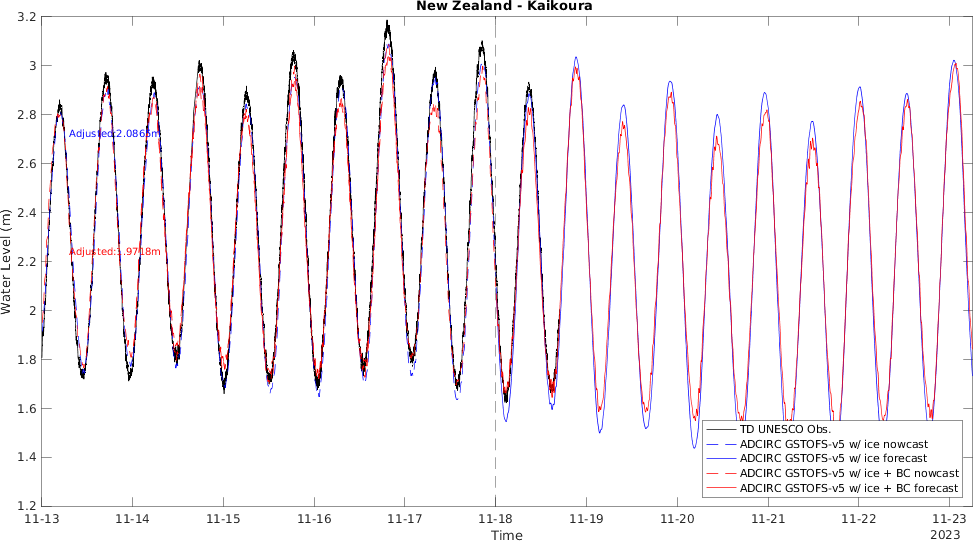 New Zealand - Kaikoura
3.2
3
2.8
2.6
2.4
2.2
2
1.8
1.6
1.4
1.2
Water Level (m)
Adjusted:2.0865m
Adjusted:1.9718m
TD UNESCO Obs.
ADCIRC GSTOFS-v5 w/ ice nowcast
ADCIRC GSTOFS-v5 w/ ice forecast
ADCIRC GSTOFS-v5 w/ ice + BC nowcast
ADCIRC GSTOFS-v5 w/ ice + BC forecast
11-13 11-14 11-15 11-16 11-17 11-18 11-19 11-20 11-21 11-22 11-23
Time 2023